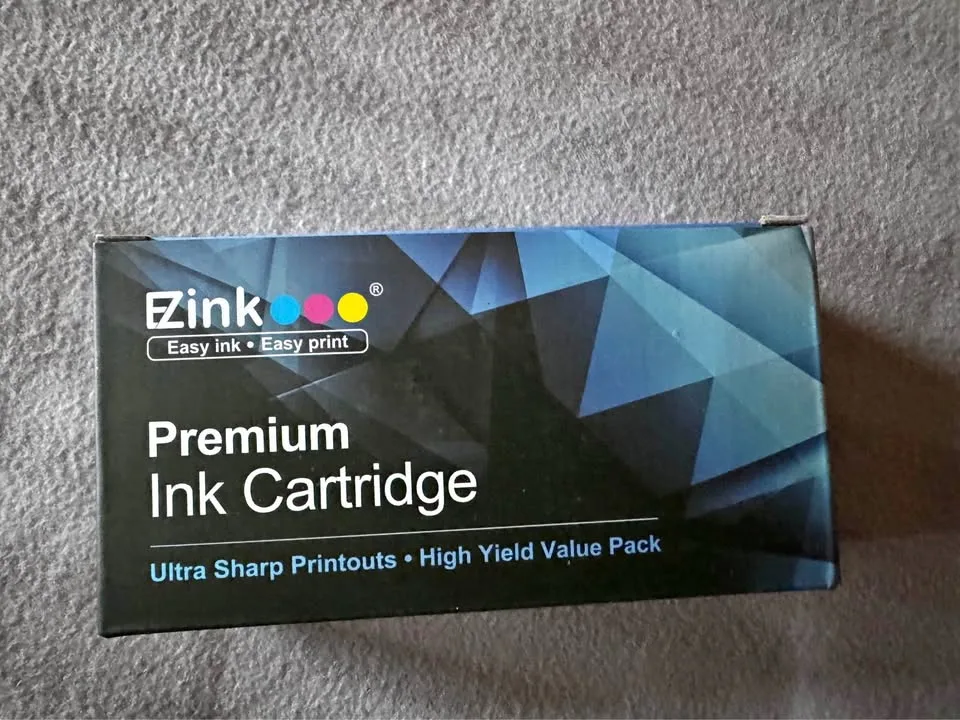 EZink®
Easy ink • Easy print
Premium
Ink Cartridge
Ultra Sharp Printouts • High Yield Value Pack